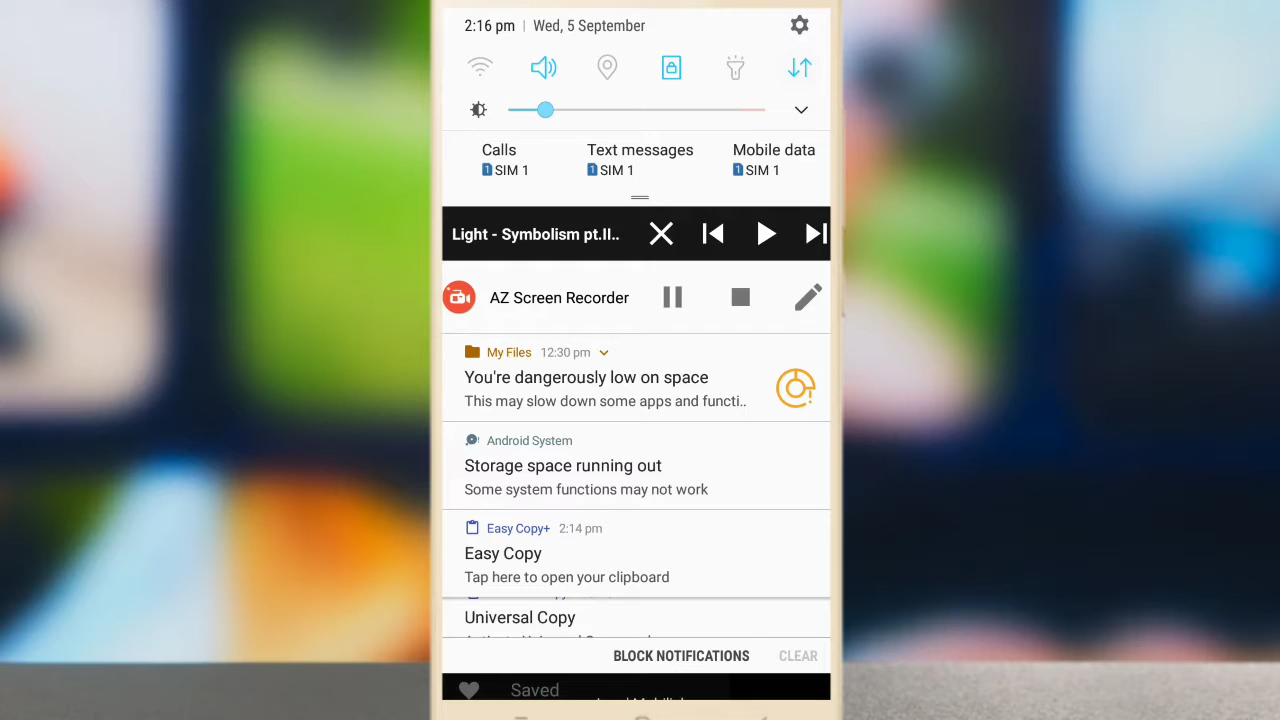 2:16 pm | Wed, 5 September
Calls
1 SIM 1
Text messages
1 SIM 1
Mobile data
1 SIM 1
Light - Symbolism pt.II..
AZ Screen Recorder
My Files 12:30 pm
You're dangerously low on space
This may slow down some apps and functi..
Android System
Storage space running out
Some system functions may not work
Easy Copy+ 2:14 pm
Easy Copy
Tap here to open your clipboard
Universal Copy
BLOCK NOTIFICATIONS CLEAR
Saved